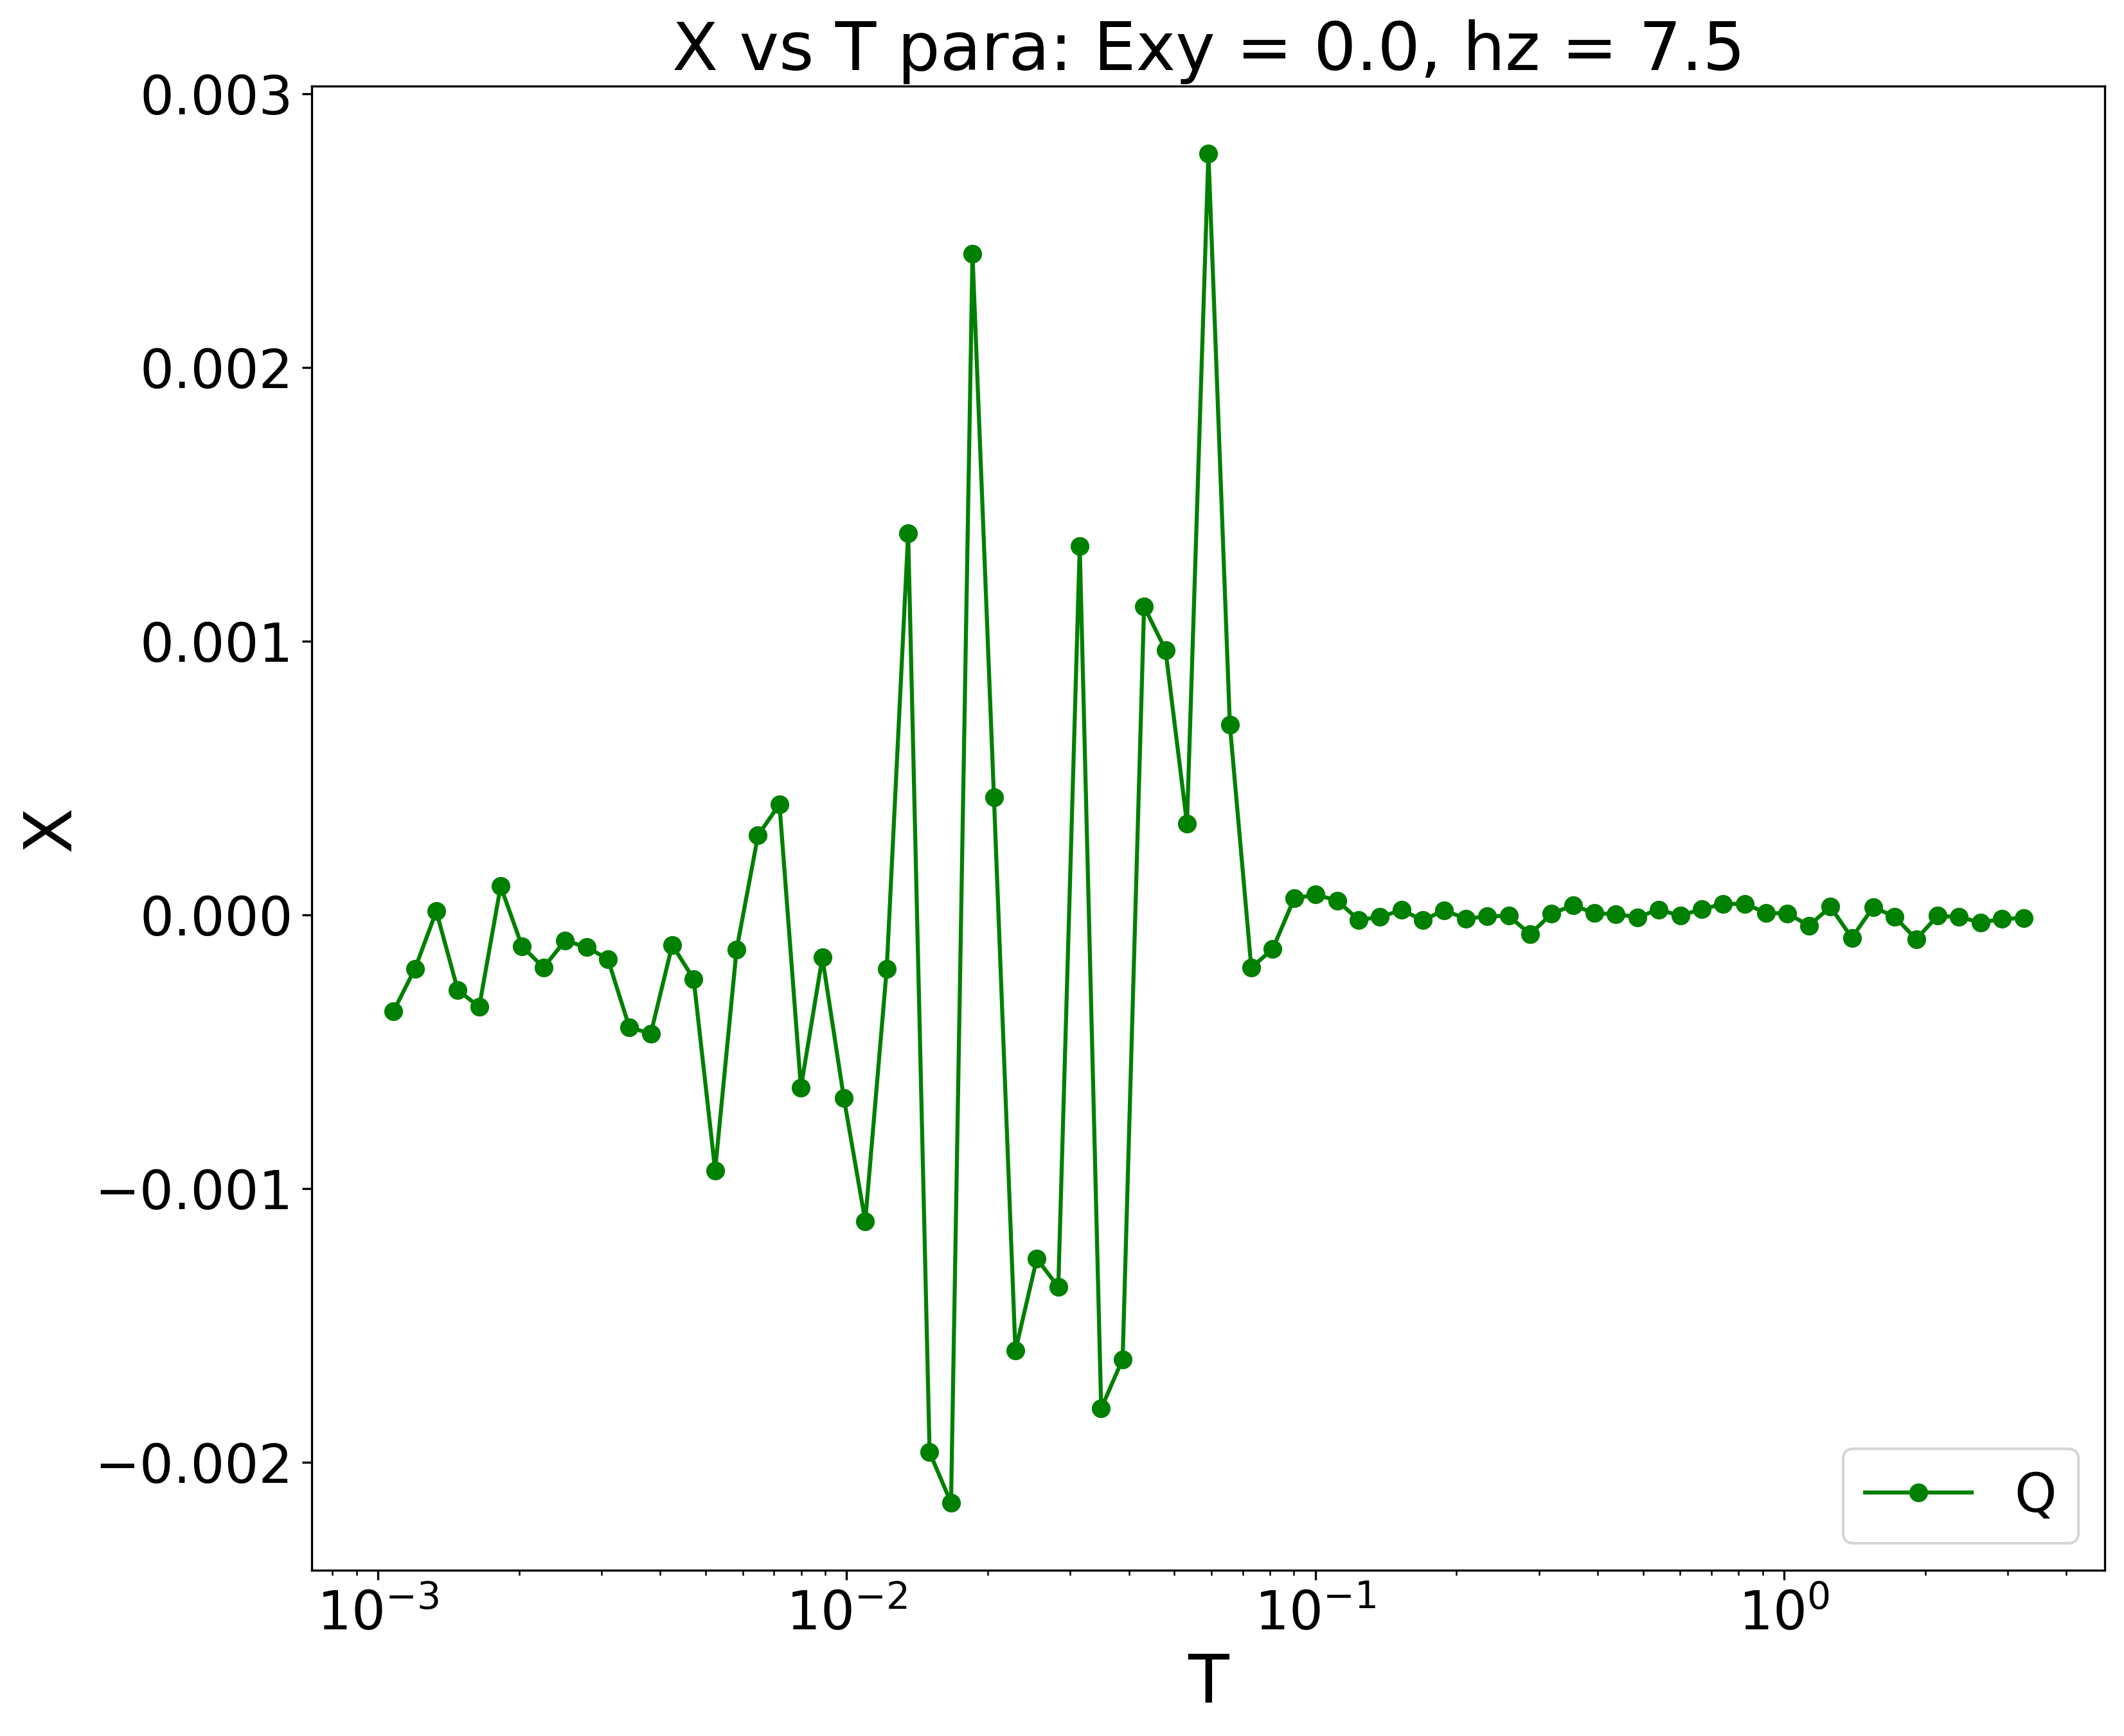 X vs T para: Exy = 0.0, hz = 7.5
0.003
0.002
0.001
0.000
−0.001
−0.002
X
10⁻³ 10⁻² 10⁻¹ 10⁰
T
Q